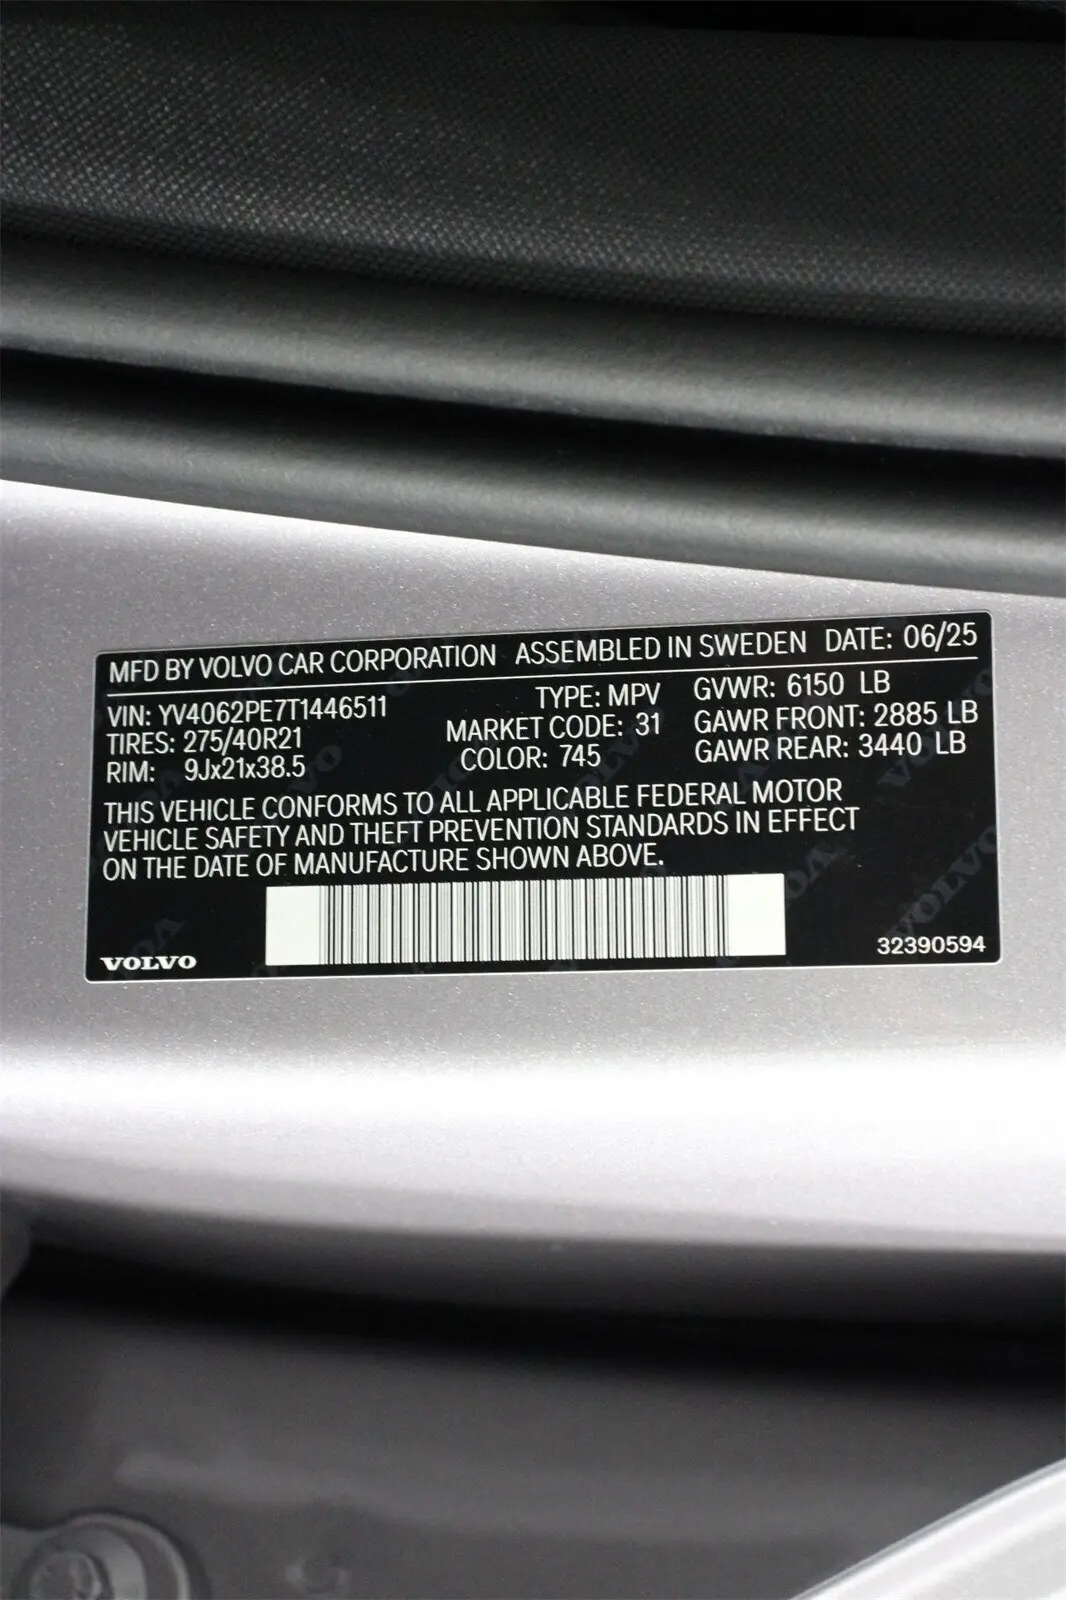 MFD BY VOLVO CAR CORPORATION ASSEMBLED IN SWEDEN DATE: 06/25
VIN: YV4062PE7T1446511 TYPE: MPV GVWR: 6150 LB
TIRES: 275/40R21 MARKET CODE: 31 GAWR FRONT: 2885 LB
RIM: 9Jx21x38.5 COLOR: 745 GAWR REAR: 3440 LB
THIS VEHICLE CONFORMS TO ALL APPLICABLE FEDERAL MOTOR
VEHICLE SAFETY AND THEFT PREVENTION STANDARDS IN EFFECT
ON THE DATE OF MANUFACTURE SHOWN ABOVE.
VOLVO 32390594